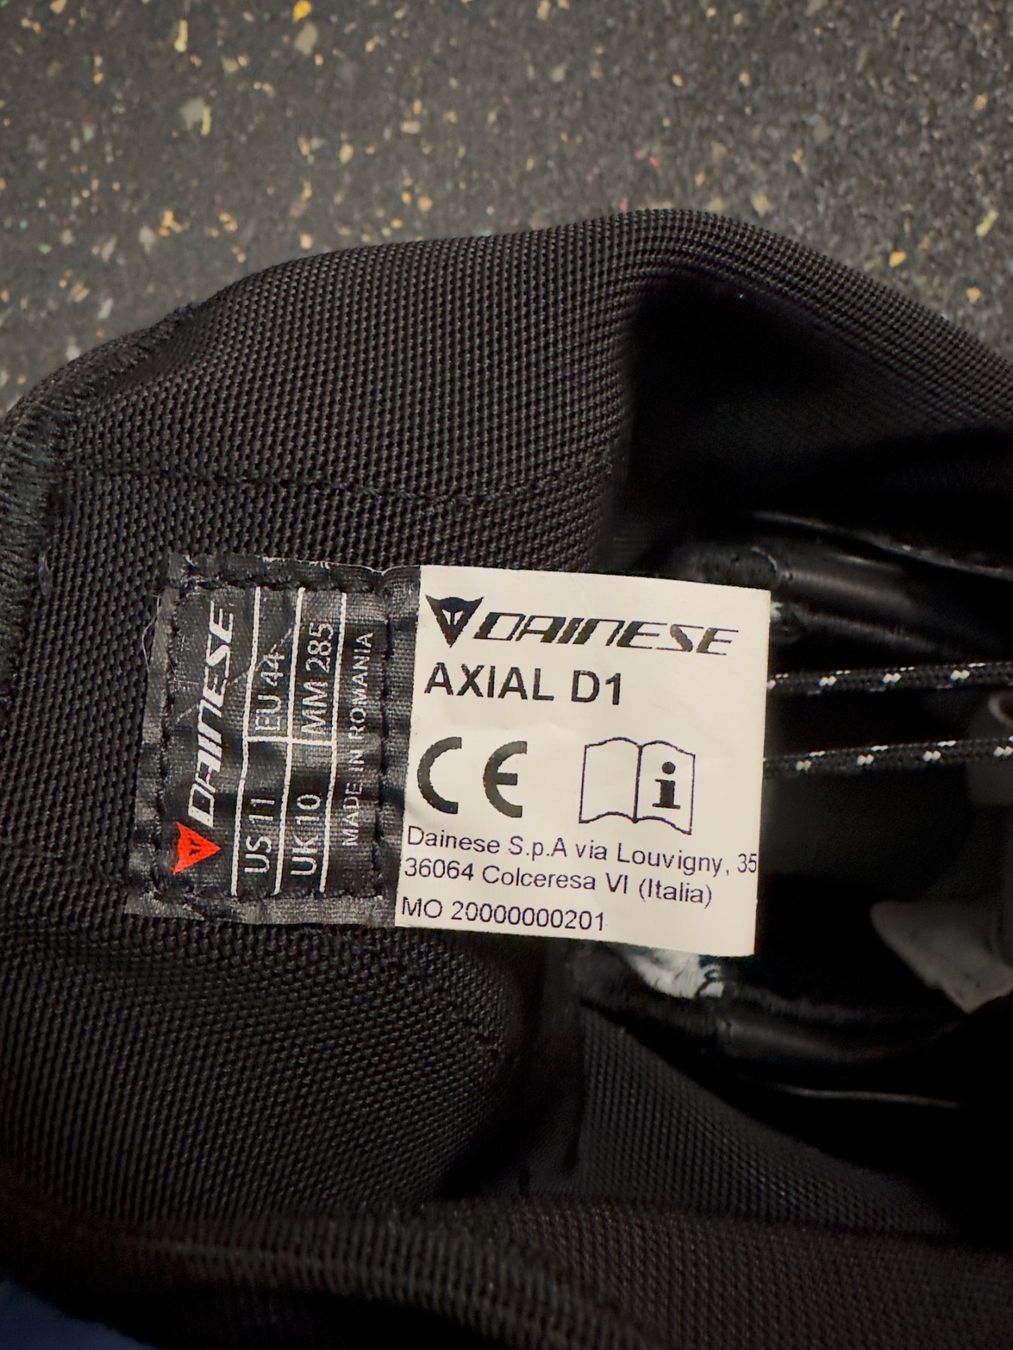 DAINESE
US 11 EU 44
UK 10 MM 285
MADE IN ROMANIA
DAINESE
AXIAL D1
CE
i
Dainese S.p.A via Louvigny, 35
36064 Colceresa VI (Italia)
MO 20000000201